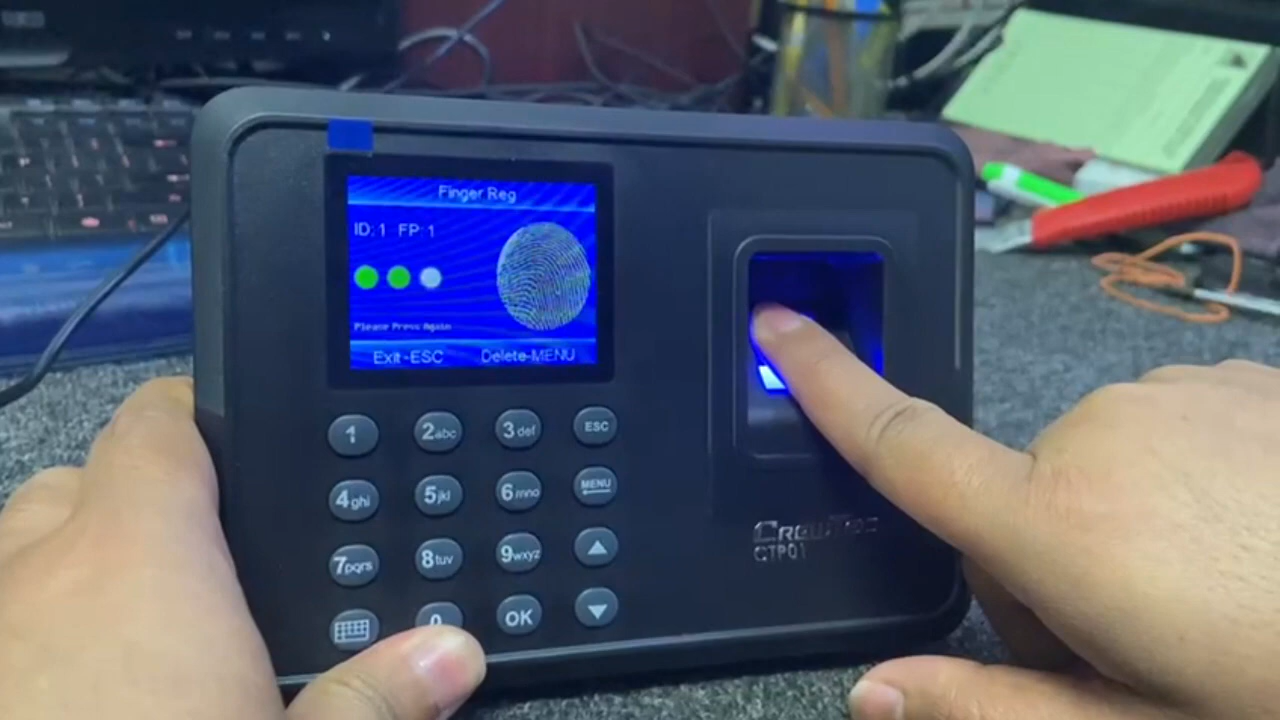 Finger Reg
ID: 1 FP: 1
Please Press Again
Exit-ESC Delete-MENU
1 2abc 3def ESC
4ghi 5jkl 6mno MENU
7pqrs 8tuv 9wxyz
0 OK
CTP01